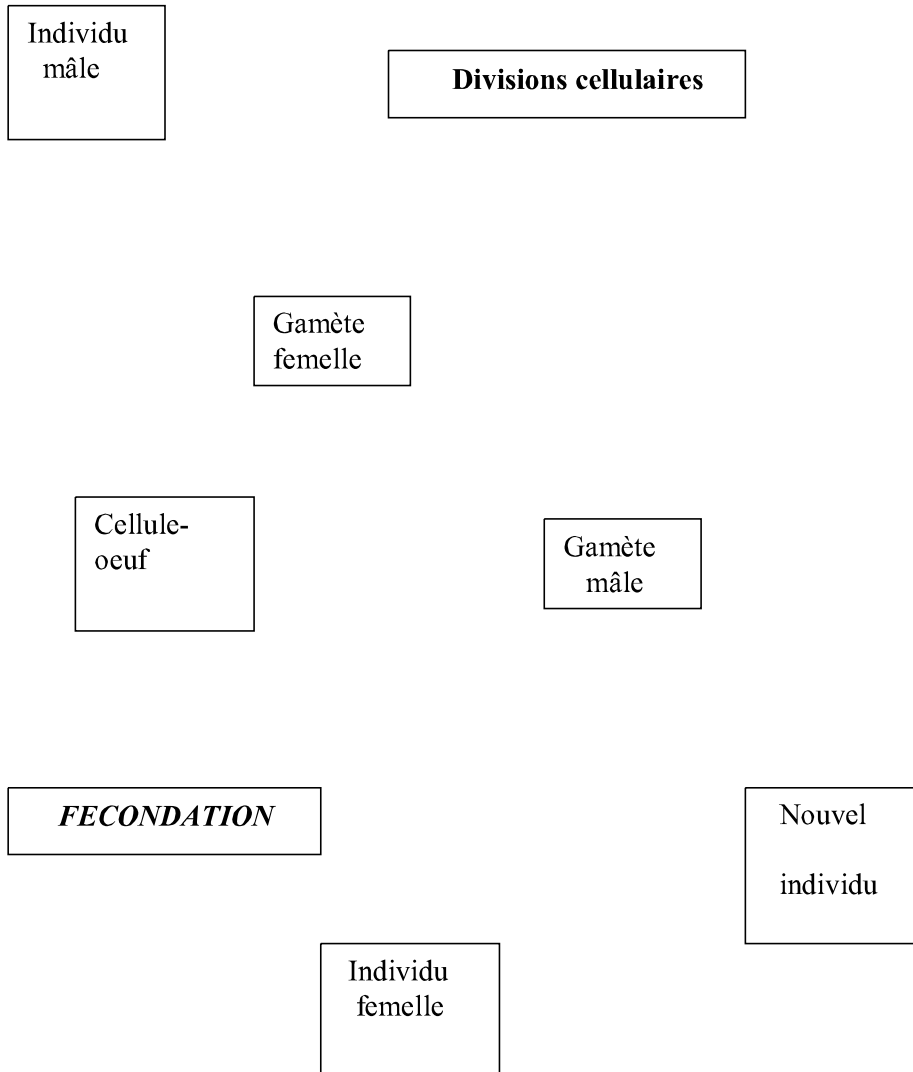 Individu
mâle
Divisions cellulaires
Gamète
femelle
Cellule-
oeuf
Gamète
mâle
FECONDATION
Nouvel
individu
Individu
femelle